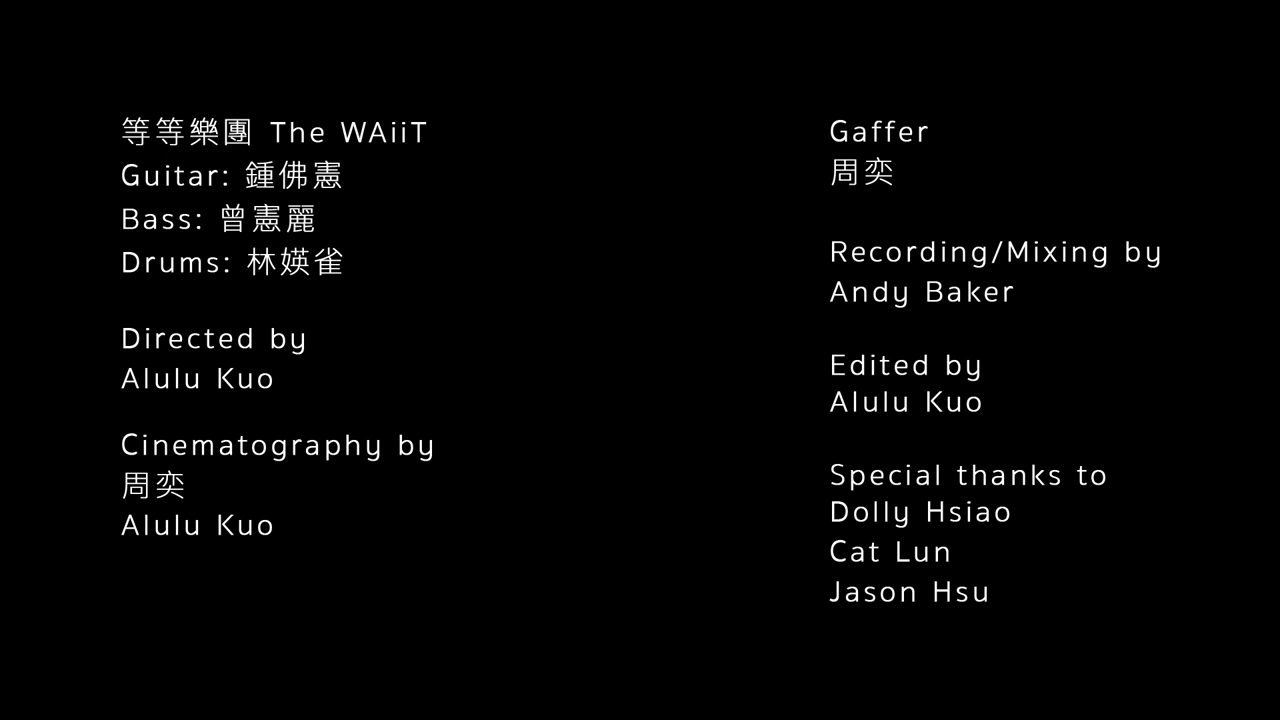 等等樂團 The WAiiT
Guitar: 鍾佛憲
Bass: 曾憲麗
Drums: 林媖雀
Directed by
Alulu Kuo
Cinematography by
周奕
Alulu Kuo
Gaffer
周奕
Recording/Mixing by
Andy Baker
Edited by
Alulu Kuo
Special thanks to
Dolly Hsiao
Cat Lun
Jason Hsu